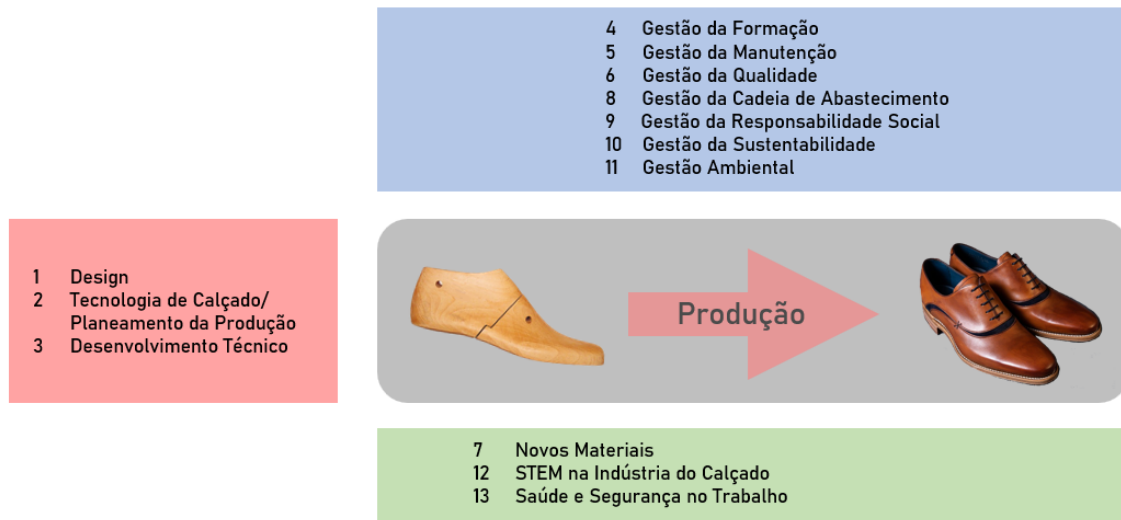 4 Gestão da Formação
5 Gestão da Manutenção
6 Gestão da Qualidade
8 Gestão da Cadeia de Abastecimento
9 Gestão da Responsabilidade Social
10 Gestão da Sustentabilidade
11 Gestão Ambiental
1 Design
2 Tecnologia de Calçado/
Planeamento da Produção
3 Desenvolvimento Técnico
Produção
7 Novos Materiais
12 STEM na Indústria do Calçado
13 Saúde e Segurança no Trabalho